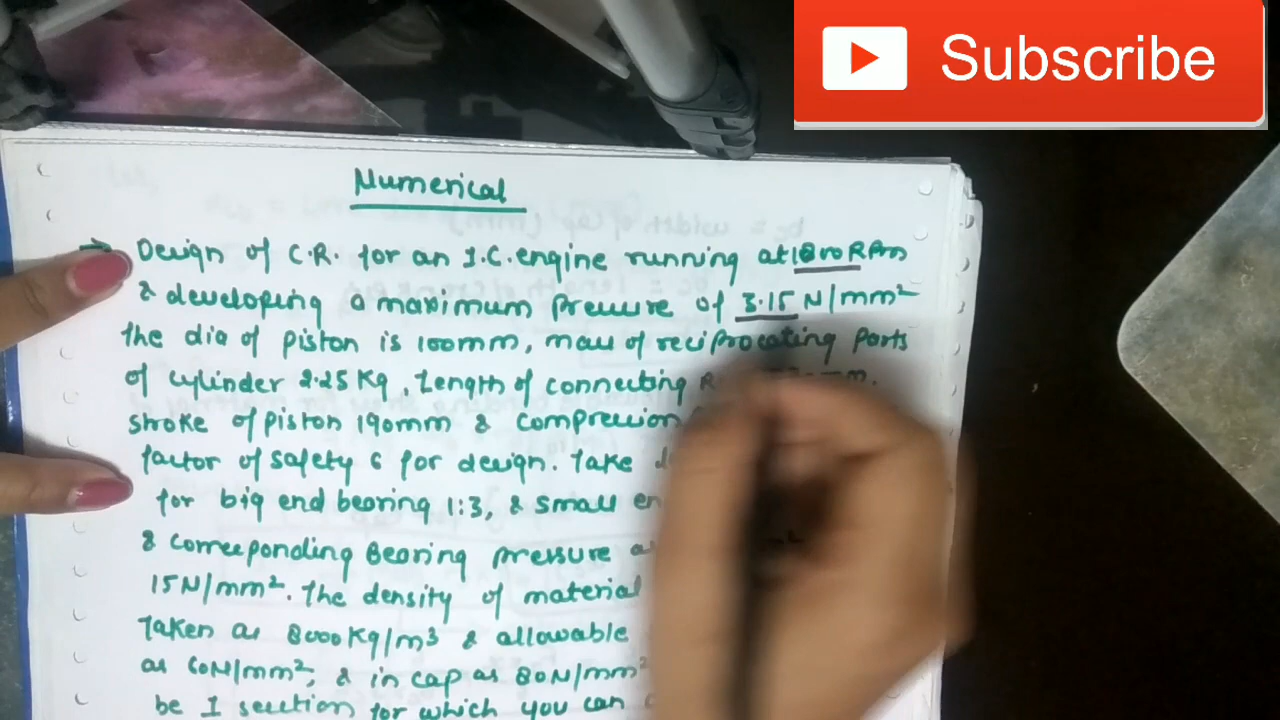 Subscribe
Numerical
→ Design of C.R. for an I.C. engine running at 1800 RPM
& developing a maximum pressure of 3.15 N/mm²
the dia of piston is 100mm, mass of reciprocating parts
of cylinder 2.25 Kg, Length of connecting
stroke of piston 190mm & compression
factor of safety 6 for design. Take
for big end bearing 1:3, & small
& corresponding Bearing pressure
15N/mm². The density of material
taken as 8000 Kg/m3 & allowable
as 60N/mm², & in cap as 80N/mm²
be I section for which you can